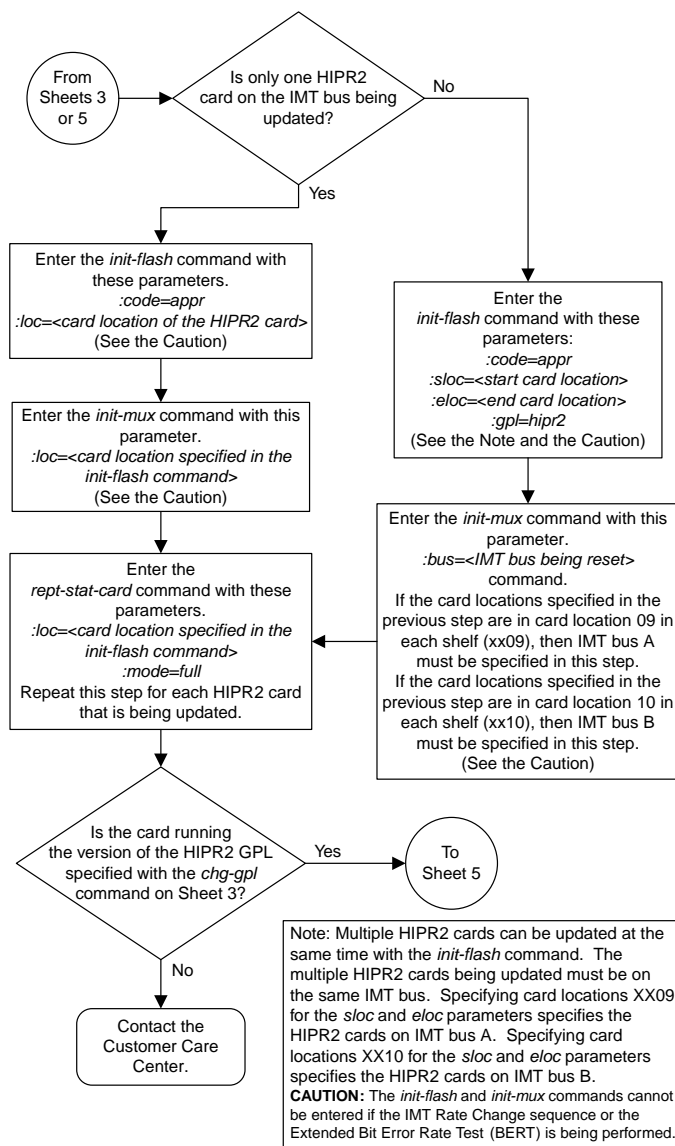 From
Sheets 3
or 5
Is only one HIPR2
card on the IMT bus being
updated?
No
Yes
Enter the init-flash command with
these parameters.
:code=appr
:loc=<card location of the HIPR2 card>
(See the Caution)
Enter the
init-flash command with these
parameters:
:code=appr
:sloc=<start card location>
:eloc=<end card location>
:gpl=hipr2
(See the Note and the Caution)
Enter the init-mux command with this
parameter.
:loc=<card location specified in the
init-flash command>
(See the Caution)
Enter the init-mux command with this
parameter.
:bus=<IMT bus being reset>
command.
If the card locations specified in the
previous step are in card location 09 in
each shelf (xx09), then IMT bus A
must be specified in this step.
If the card locations specified in the
previous step are in card location 10 in
each shelf (xx10), then IMT bus B
must be specified in this step.
(See the Caution)
Enter the
rept-stat-card command with these
parameters.
:loc=<card location specified in the
init-flash command>
:mode=full
Repeat this step for each HIPR2 card
that is being updated.
Is the card running
the version of the HIPR2 GPL
specified with the chg-gpl
command on Sheet 3?
Yes
To
Sheet 5
No
Contact the
Customer Care
Center.
Note: Multiple HIPR2 cards can be updated at the
same time with the init-flash command.  The
multiple HIPR2 cards being updated must be on
the same IMT bus.  Specifying card locations XX09
for the sloc and eloc parameters specifies the
HIPR2 cards on IMT bus A.  Specifying card
locations XX10 for the sloc and eloc parameters
specifies the HIPR2 cards on IMT bus B.
CAUTION: The init-flash and init-mux commands cannot
be entered if the IMT Rate Change sequence or the
Extended Bit Error Rate Test (BERT) is being performed.